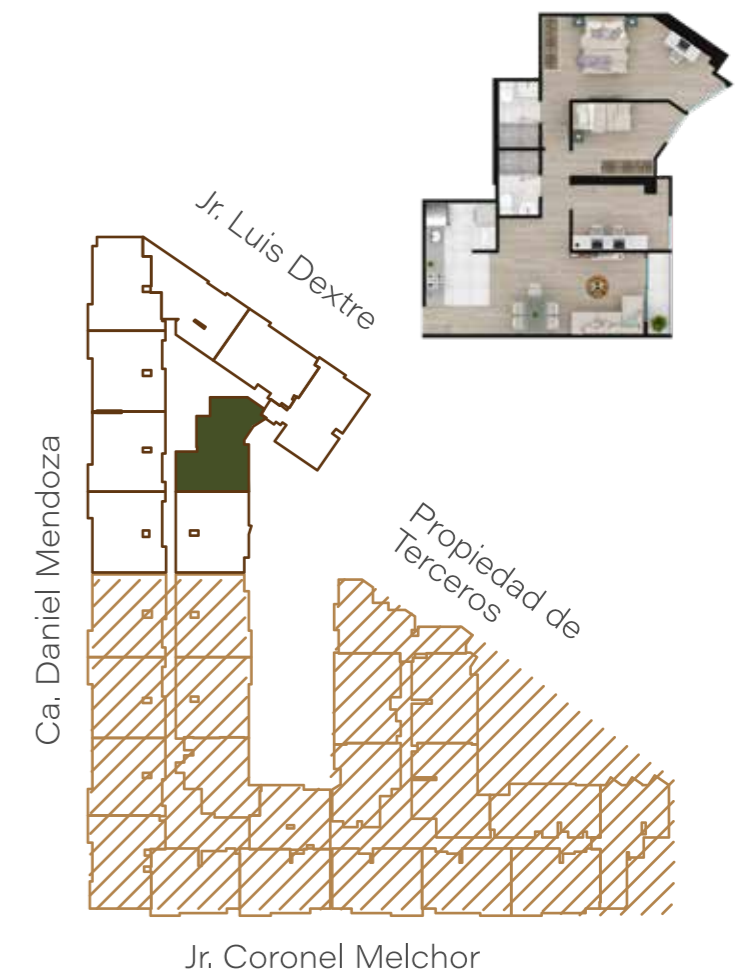 Jr. Luis Dextre
Ca. Daniel Mendoza
Propiedad de
Terceros
Jr. Coronel Melchor